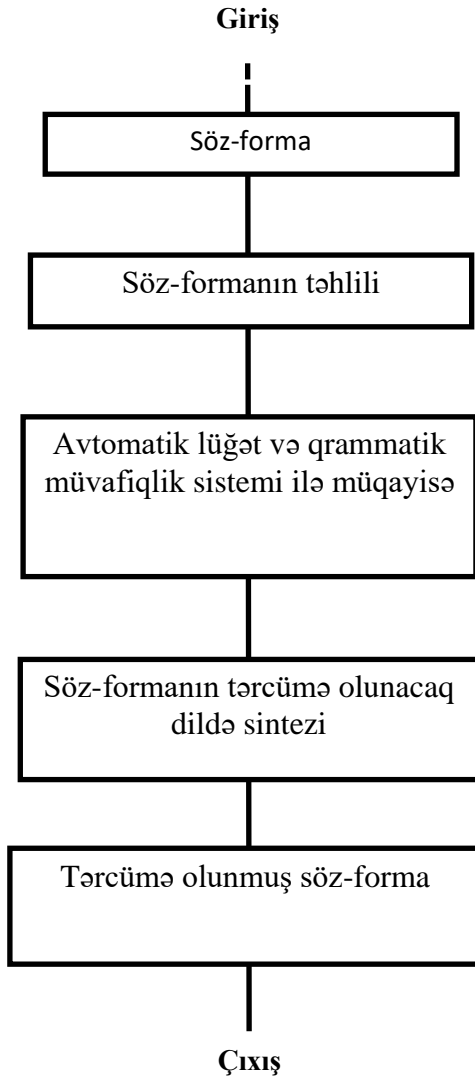 Giriş
Söz-forma
Söz-formanın təhlili
Avtomatik lüğət və qrammatik
müvafiqlik sistemi ilə müqayisə
Söz-formanın tərcümə olunacaq
dildə sintezi
Tərcümə olunmuş söz-forma
Çıxış